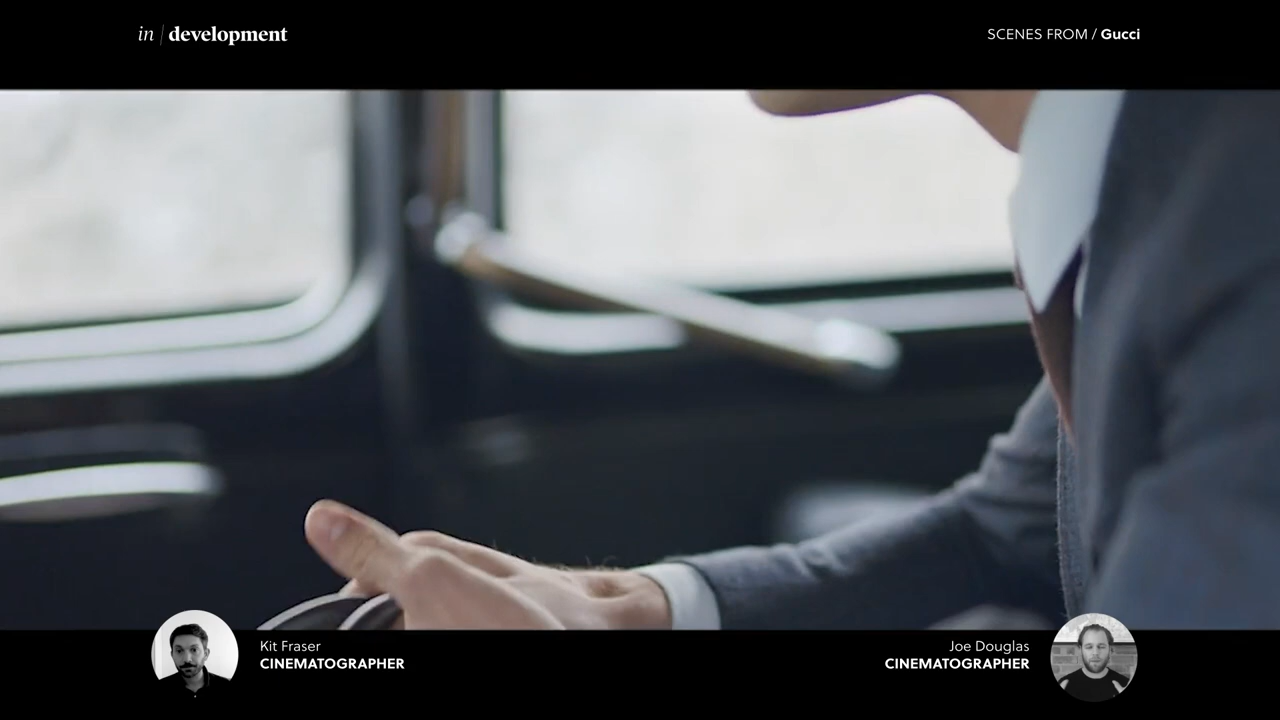 in | development
SCENES FROM / Gucci
Kit Fraser
CINEMATOGRAPHER
Joe Douglas
CINEMATOGRAPHER